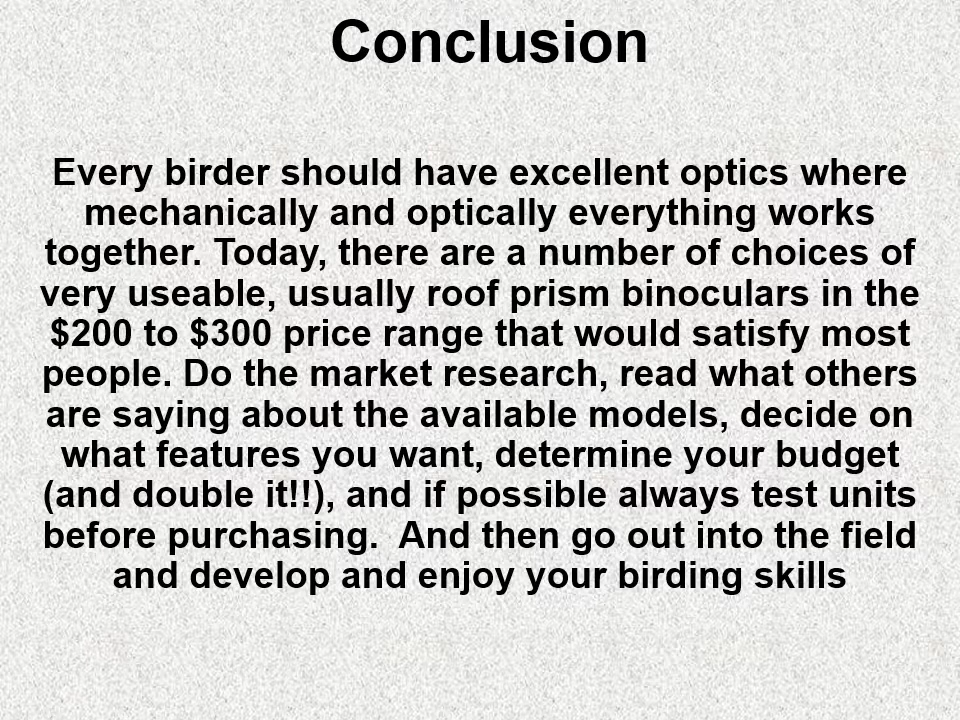 Conclusion
Every birder should have excellent optics where
mechanically and optically everything works
together. Today, there are a number of choices of
very useable, usually roof prism binoculars in the
$200 to $300 price range that would satisfy most
people. Do the market research, read what others
are saying about the available models, decide on
what features you want, determine your budget
(and double it!!), and if possible always test units
before purchasing.  And then go out into the field
and develop and enjoy your birding skills